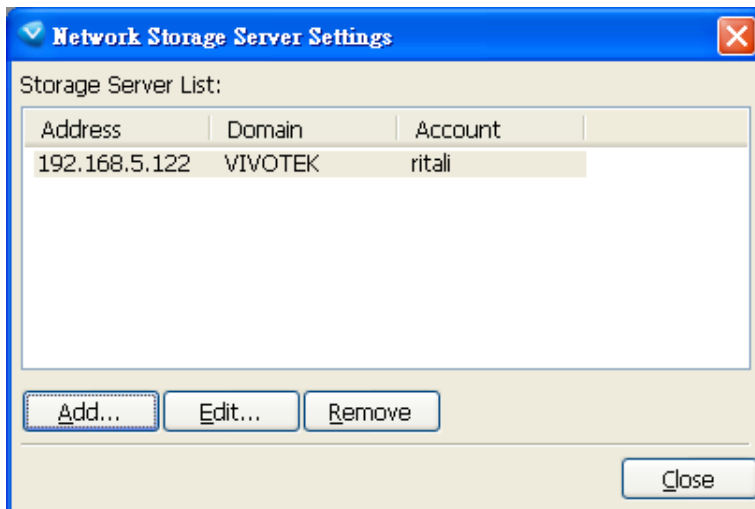 Network Storage Server Settings
Storage Server List:
Address Domain Account
192.168.5.122 VIVOTEK ritali
Add... Edit... Remove
Close